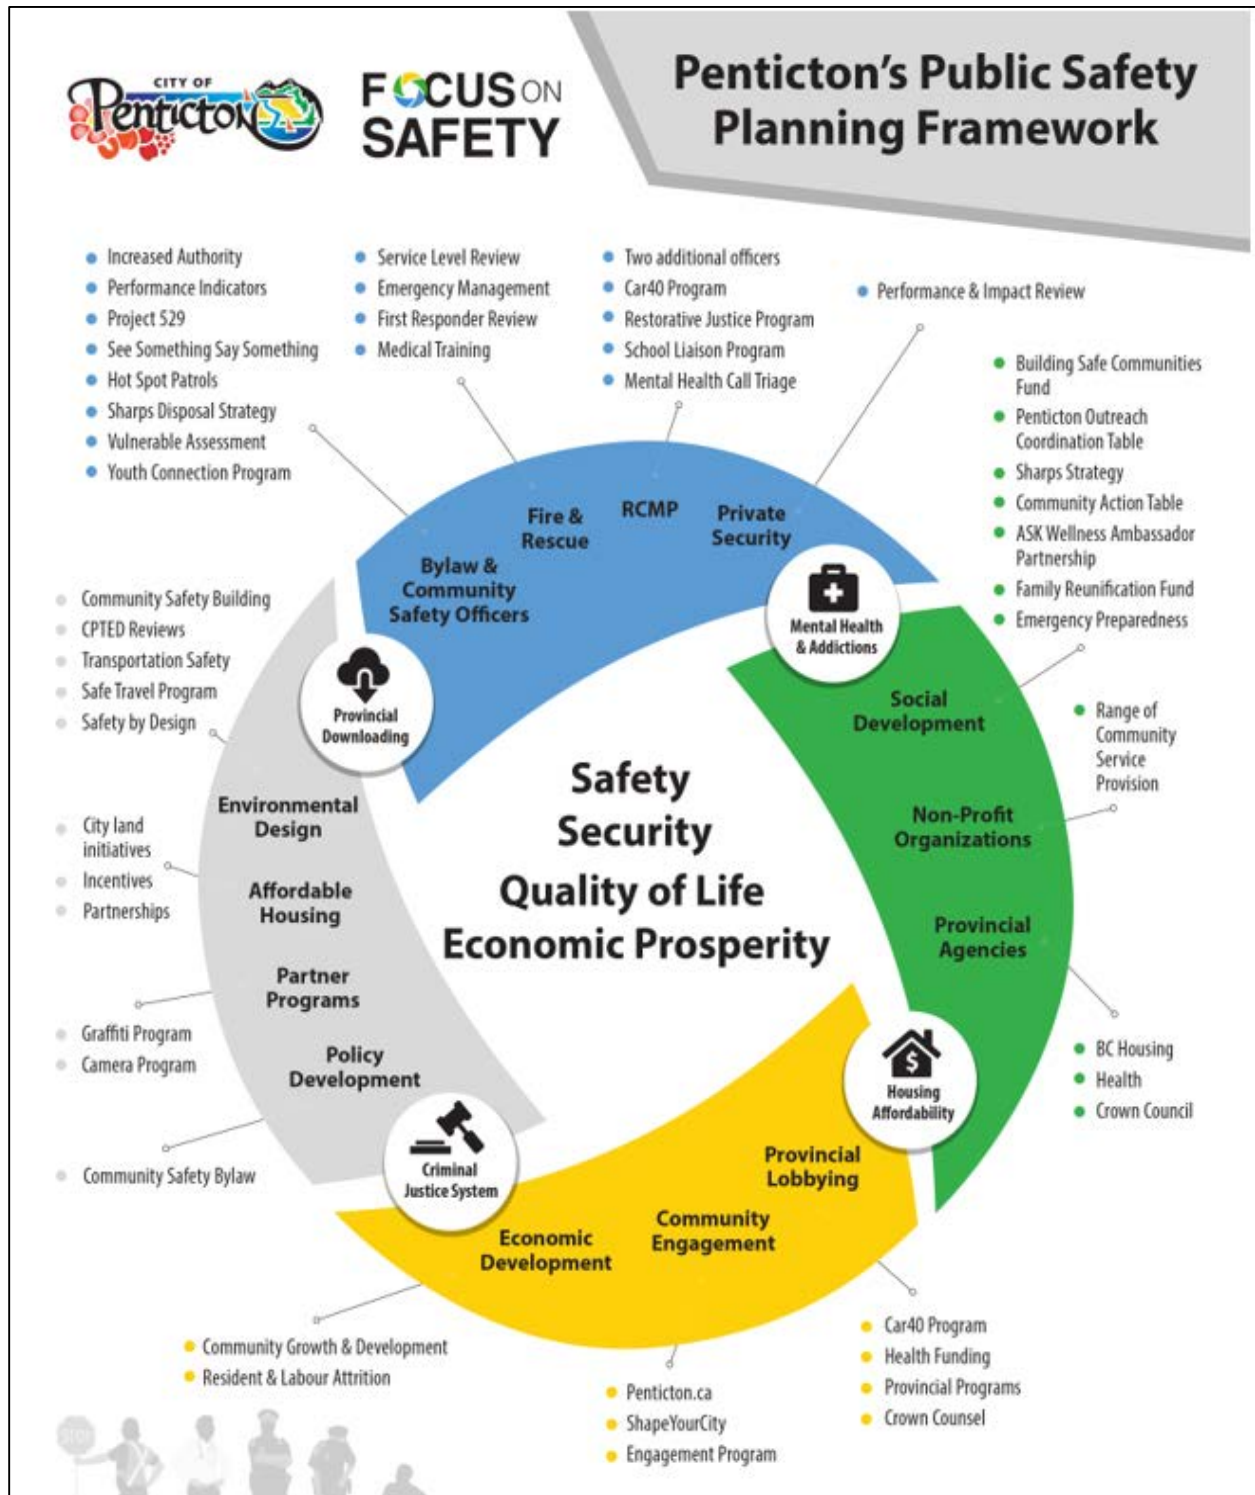 CITY OF
Penticton
FOCUS ON
SAFETY
Penticton's Public Safety
Planning Framework
Increased Authority
Performance Indicators
Project 529
See Something Say Something
Hot Spot Patrols
Sharps Disposal Strategy
Vulnerable Assessment
Youth Connection Program
Service Level Review
Emergency Management
First Responder Review
Medical Training
Two additional officers
Car40 Program
Restorative Justice Program
School Liaison Program
Mental Health Call Triage
Performance & Impact Review
Building Safe Communities
Fund
Penticton Outreach
Coordination Table
Sharps Strategy
Community Action Table
ASK Wellness Ambassador
Partnership
Family Reunification Fund
Emergency Preparedness
Range of
Community
Service
Provision
BC Housing
Health
Crown Council
Bylaw &
Community
Safety Officers
Fire &
Rescue
RCMP
Private
Security
Mental Health
& Addictions
Social
Development
Non-Profit
Organizations
Provincial
Agencies
Housing
Affordability
Provincial
Lobbying
Community
Engagement
Economic
Development
Criminal
Justice System
Policy
Development
Partner
Programs
Affordable
Housing
Environmental
Design
Provincial
Downloading
Safety
Security
Quality of Life
Economic Prosperity
Community Safety Building
CPTED Reviews
Transportation Safety
Safe Travel Program
Safety by Design
City land
initiatives
Incentives
Partnerships
Graffiti Program
Camera Program
Community Safety Bylaw
Community Growth & Development
Resident & Labour Attrition
Penticton.ca
ShapeYourCity
Engagement Program
Car40 Program
Health Funding
Provincial Programs
Crown Counsel
STOP